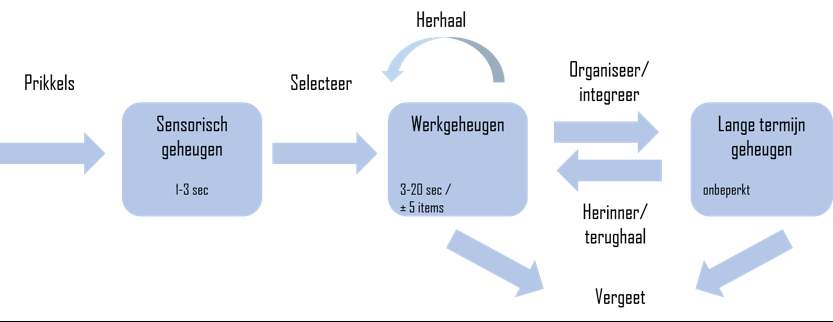 Herhaal
Prikkels
Selecteer
Organiseer/
integreer
Sensorisch
geheugen
1-3 sec
Werkgeheugen
3-20 sec /
± 5 items
Lange termijn
geheugen
onbeperkt
Herinner/
terughaal
Vergeet